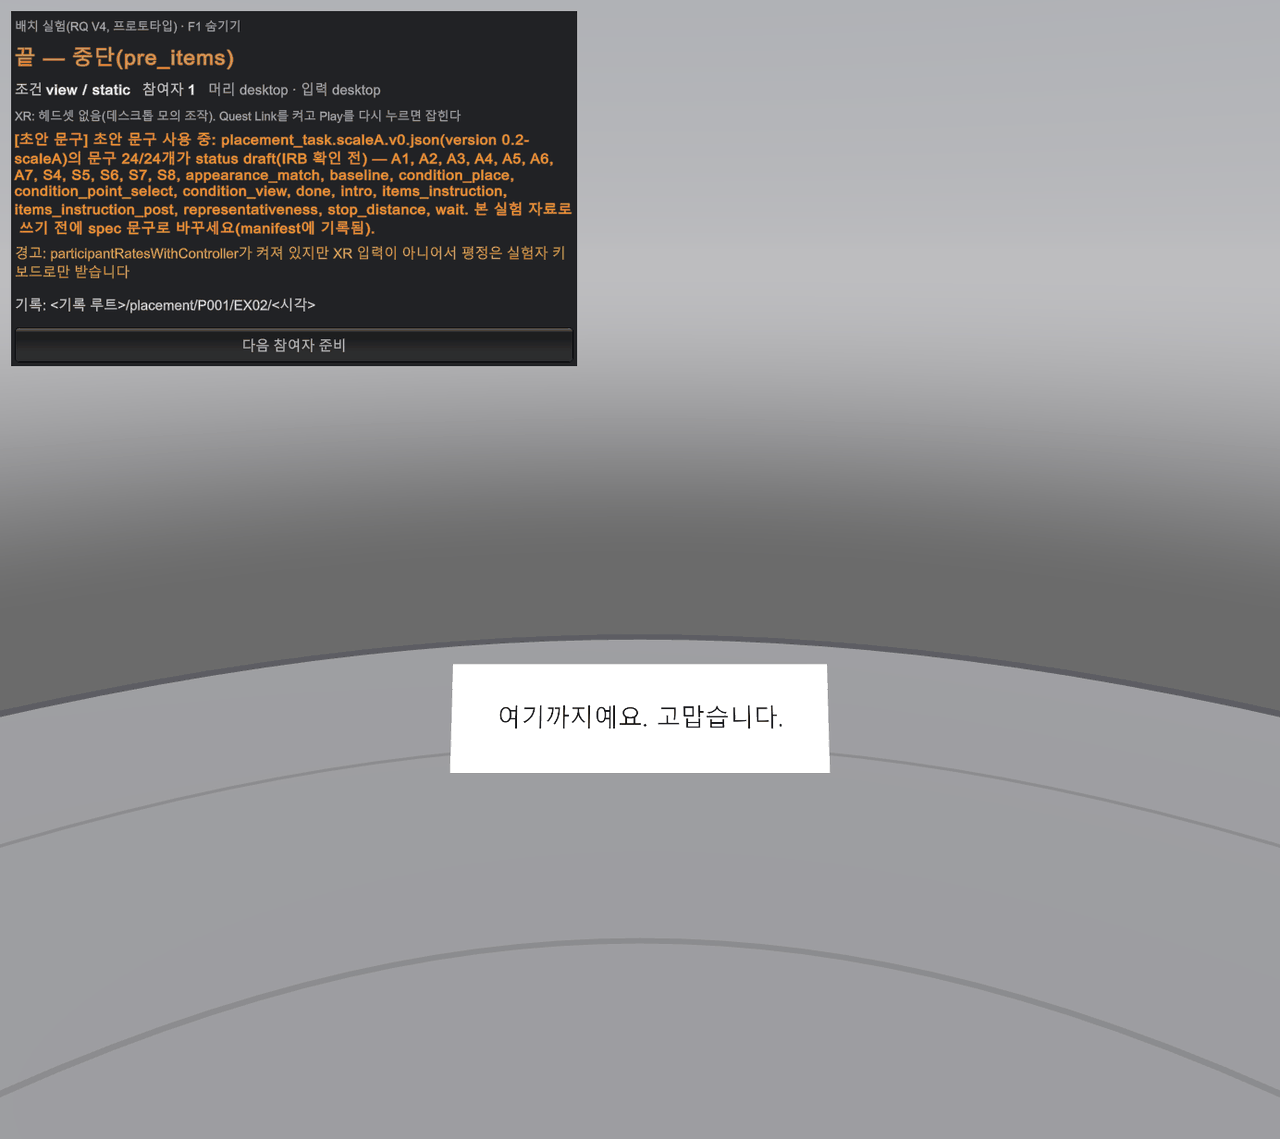 배치 실험(RQ V4, 프로토타입) · F1 숨기기
끝 — 중단(pre_items)
조건 view / static 참여자 1 머리 desktop · 입력 desktop
XR: 헤드셋 없음(데스크톱 모의 조작). Quest Link를 켜고 Play를 다시 누르면 잡힌다
[초안 문구] 초안 문구 사용 중: placement_task.scaleA.v0.json(version 0.2-
scaleA)의 문구 24/24개가 status draft(IRB 확인 전) — A1, A2, A3, A4, A5, A6,
A7, S4, S5, S6, S7, S8, appearance_match, baseline, condition_place,
condition_point_select, condition_view, done, intro, items_instruction,
items_instruction_post, representativeness, stop_distance, wait. 본 실험 자료로
쓰기 전에 spec 문구로 바꾸세요(manifest에 기록됨).
경고: participantRatesWithController가 켜져 있지만 XR 입력이 아니어서 평정은 실험자 키
보드로만 받습니다
기록: <기록 루트>/placement/P001/EX02/<시각>
다음 참여자 준비
여기까지예요. 고맙습니다.